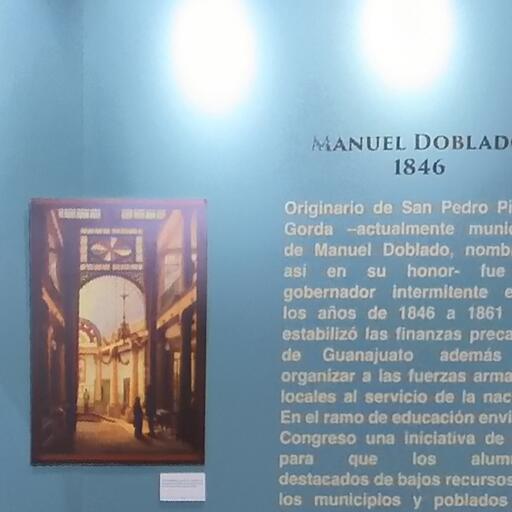 MANUEL DOBLADO
1846
Originario de San Pedro Pi
Gorda –actualmente munic
de Manuel Doblado, nomb
así en su honor- fue
gobernador intermitente e
los años de 1846 a 1861
estabilizó las finanzas preca
de Guanajuato además
organizar a las fuerzas arma
locales al servicio de la nac
En el ramo de educación envi
Congreso una iniciativa de
para que los alum
destacados de bajos recursos
los municipios y poblados